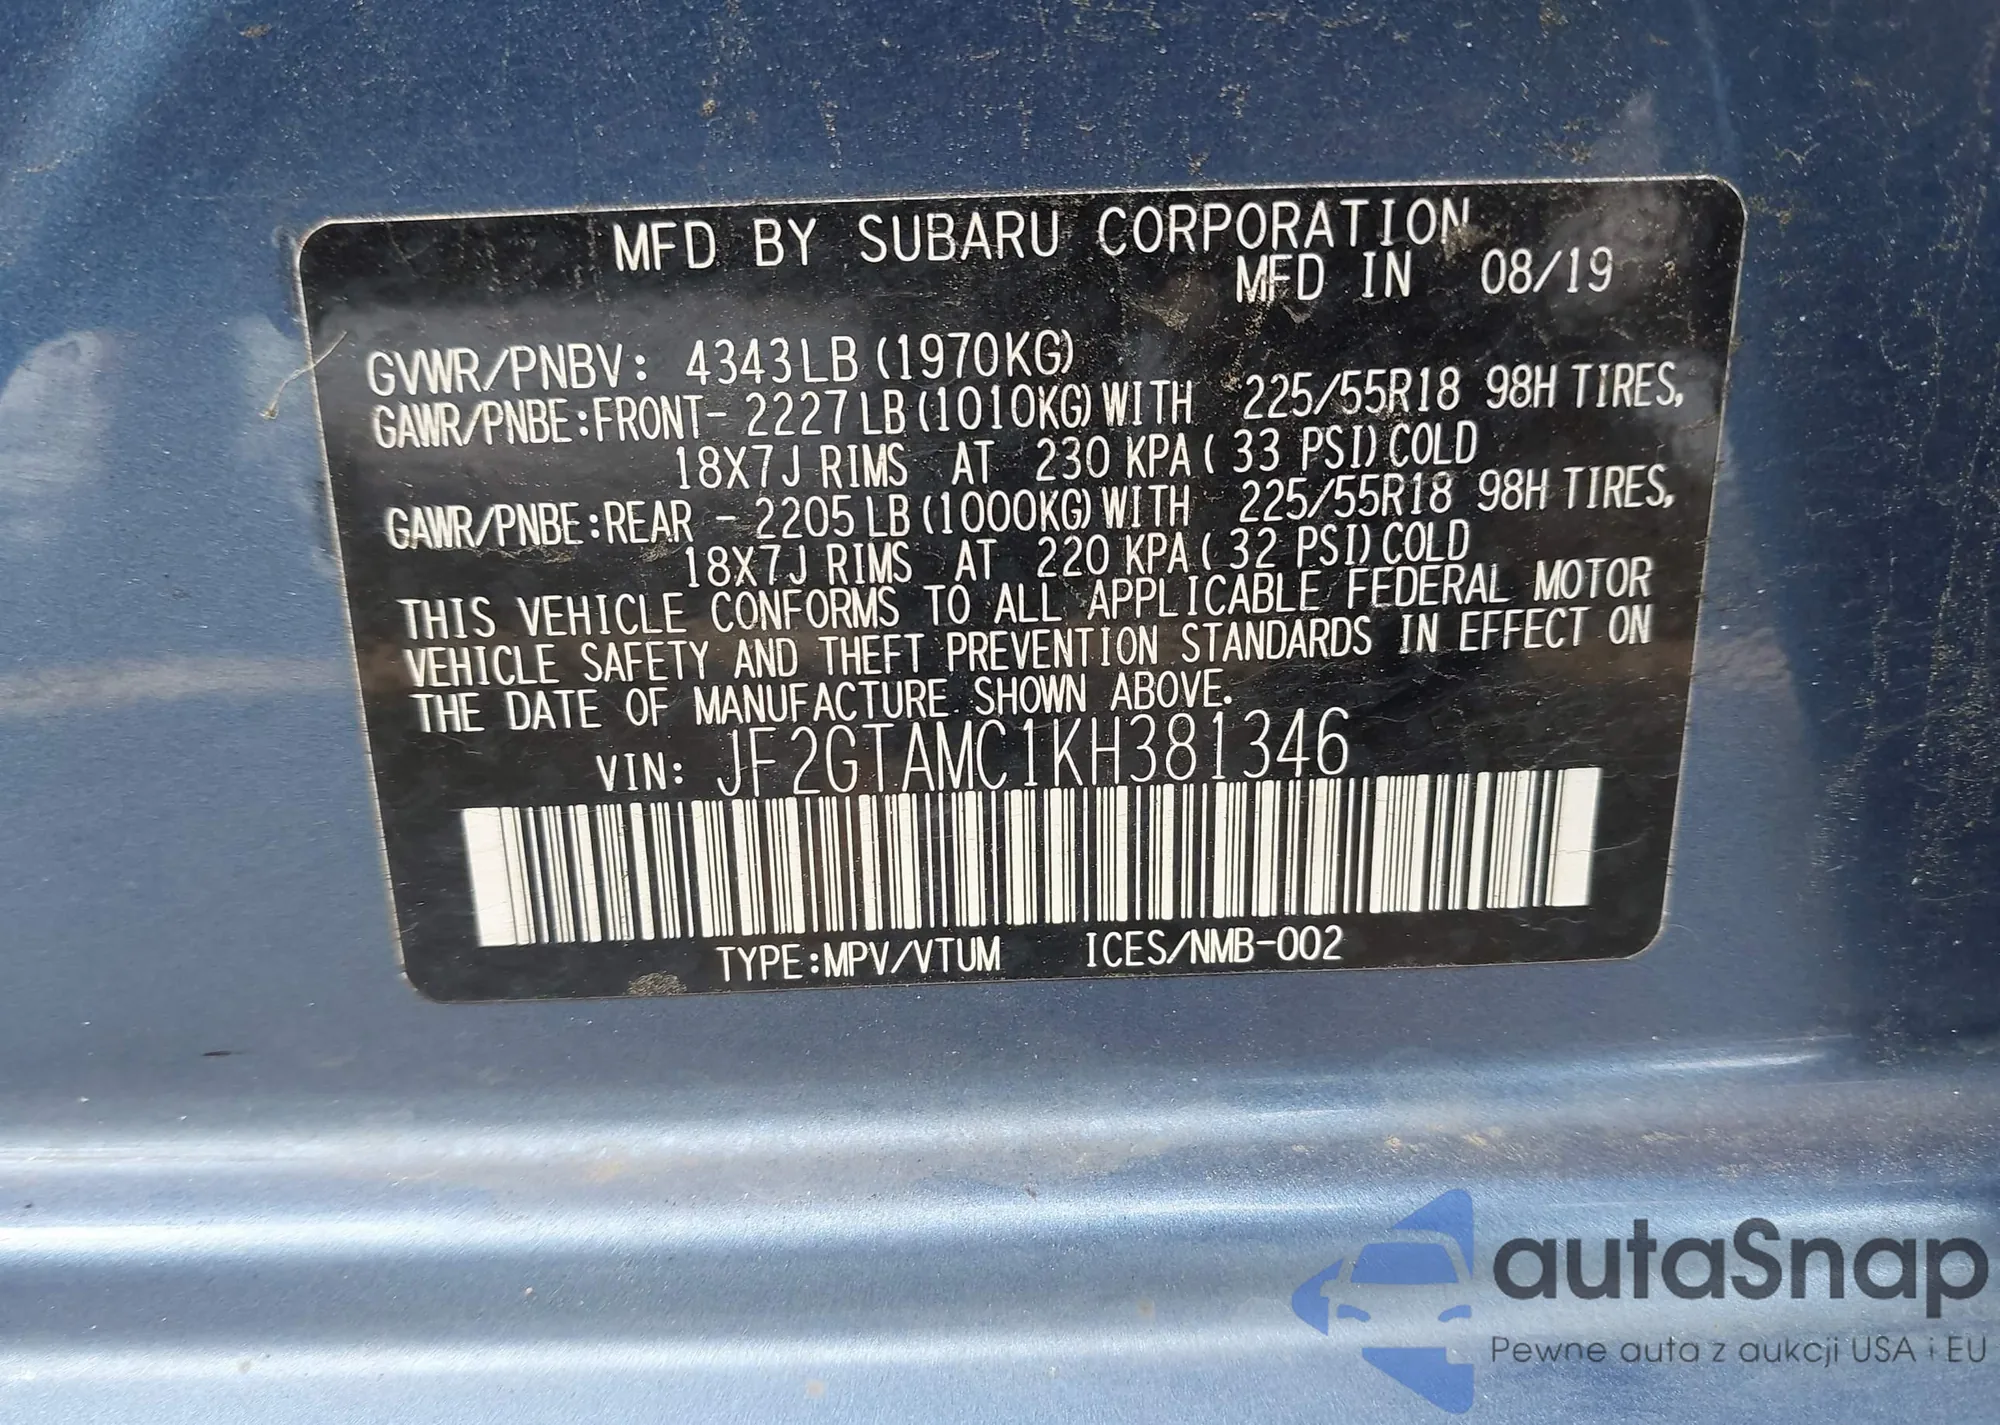 MFD BY SUBARU CORPORATION
MFD IN 08/19
GVWR/PNBV: 4343LB (1970KG)
GAWR/PNBE:FRONT- 2227LB (1010KG) WITH 225/55R18 98H TIRES,
18X7J RIMS AT 230 KPA ( 33 PSI) COLD
GAWR/PNBE:REAR - 2205LB (1000KG) WITH 225/55R18 98H TIRES,
18X7J RIMS AT 220 KPA ( 32 PSI) COLD
THIS VEHICLE CONFORMS TO ALL APPLICABLE FEDERAL MOTOR
VEHICLE SAFETY AND THEFT PREVENTION STANDARDS IN EFFECT ON
THE DATE OF MANUFACTURE SHOWN ABOVE.
VIN: JF2GTAMC1KH381346
TYPE:MPV/VTUM ICES/NMB-002
autaSnap
Pewne auta z aukcji USA i EU